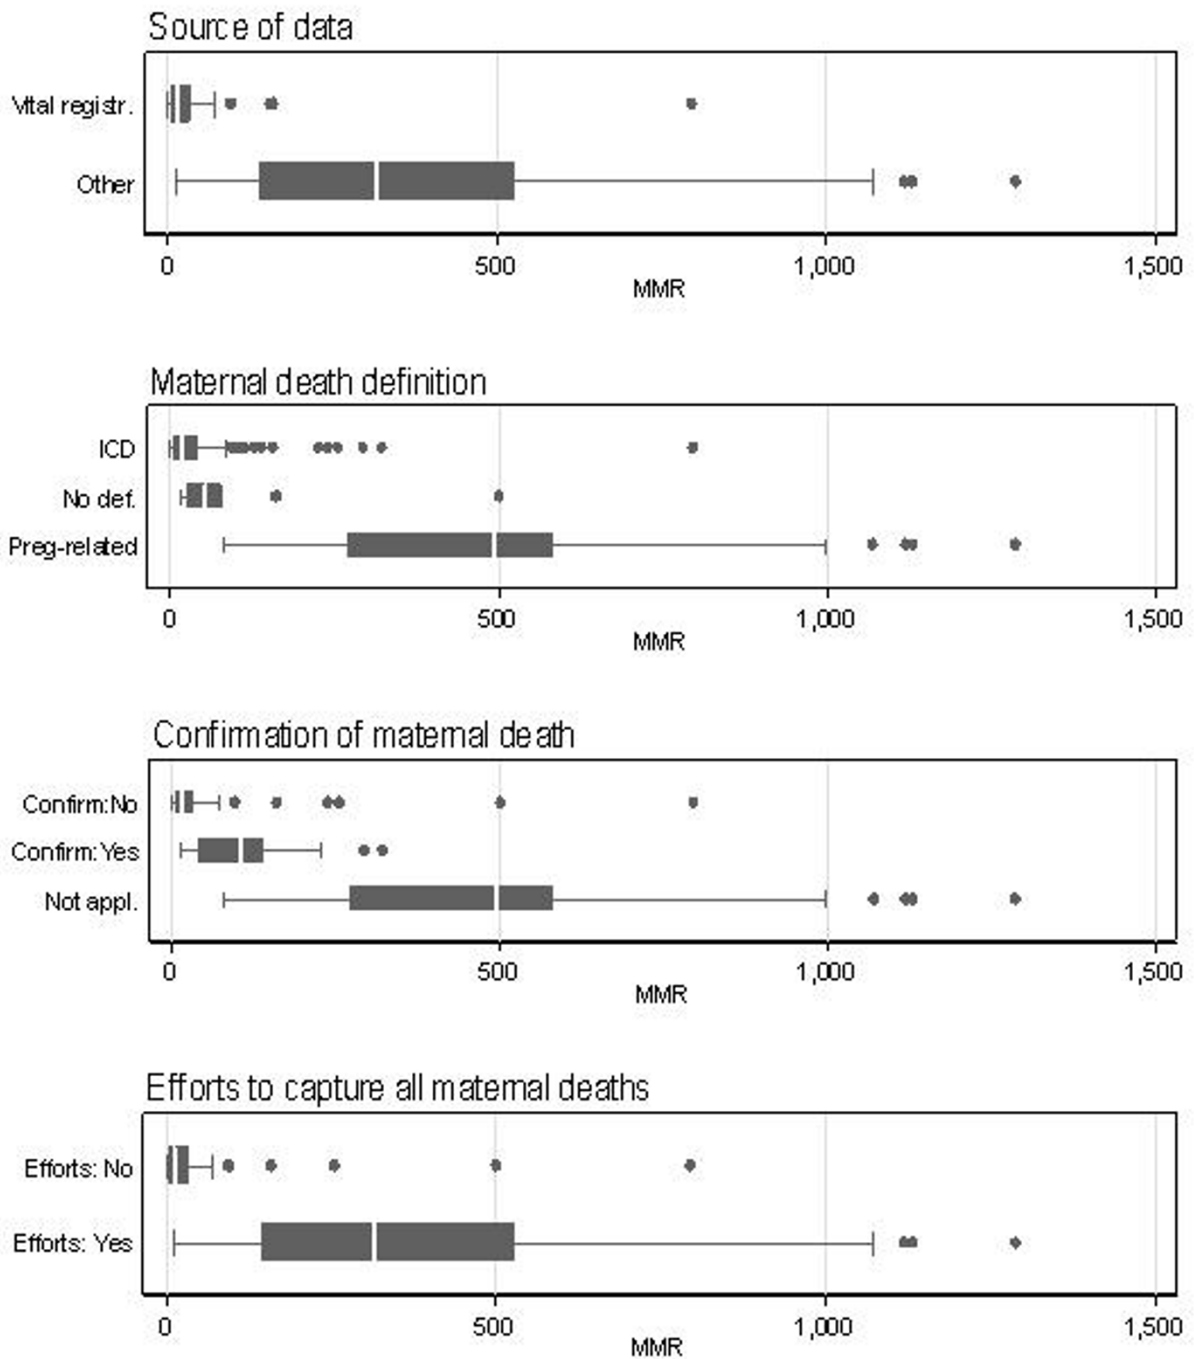 Source of data
Vital registr.
Other
0 500 1,000 1,500
MMR
Maternal death definition
ICD
No def.
Preg-related
0 500 1,000 1,500
MMR
Confirmation of maternal death
Confirm:No
Confirm:Yes
Not appl.
0 500 1,000 1,500
MMR
Efforts to capture all maternal deaths
Efforts: No
Efforts: Yes
0 500 1,000 1,500
MMR